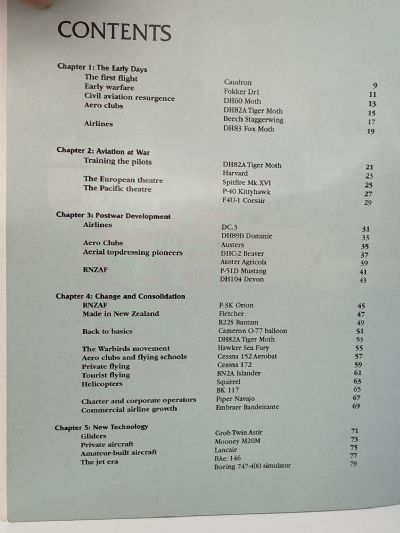 CONTENTS
Chapter 1: The Early Days
The first flight Caudron 9
Early warfare Fokker Dr1 11
Civil aviation resurgence DH60 Moth 13
Aero clubs DH82A Tiger Moth 15
Beech Staggerwing 17
Airlines DH83 Fox Moth 19
Chapter 2: Aviation at War
Training the pilots DH82A Tiger Moth 21
Harvard 23
The European theatre Spitfire Mk.XVI 25
The Pacific theatre P-40 Kittyhawk 27
F4U-1 Corsair 29
Chapter 3: Postwar Development
Airlines DC.3 31
DH89B Dominie 33
Aero Clubs Austers 35
Aerial topdressing pioneers DHC-2 Beaver 37
Auster Agricola 39
RNZAF P-51D Mustang 41
DH104 Devon 43
Chapter 4: Change and Consolidation
RNZAF P-3K Orion 45
Made in New Zealand Fletcher 47
B22S Bantam 49
Back to basics Cameron O-77 balloon 51
DH82A Tiger Moth 53
The Warbirds movement Hawker Sea Fury 55
Aero clubs and flying schools Cessna 152 Aerobat 57
Private flying Cessna 172 59
Tourist flying BN2A Islander 61
Helicopters Squirrel 63
BK 117 65
Charter and corporate operators Piper Navajo 67
Commercial airline growth Embraer Bandeirante 69
Chapter 5: New Technology
Gliders Grob Twin Astir 71
Private aircraft Mooney M20M 73
Amateur-built aircraft Lancair 75
The jet era BAe. 146 77
Boeing 747-400 simulator 79